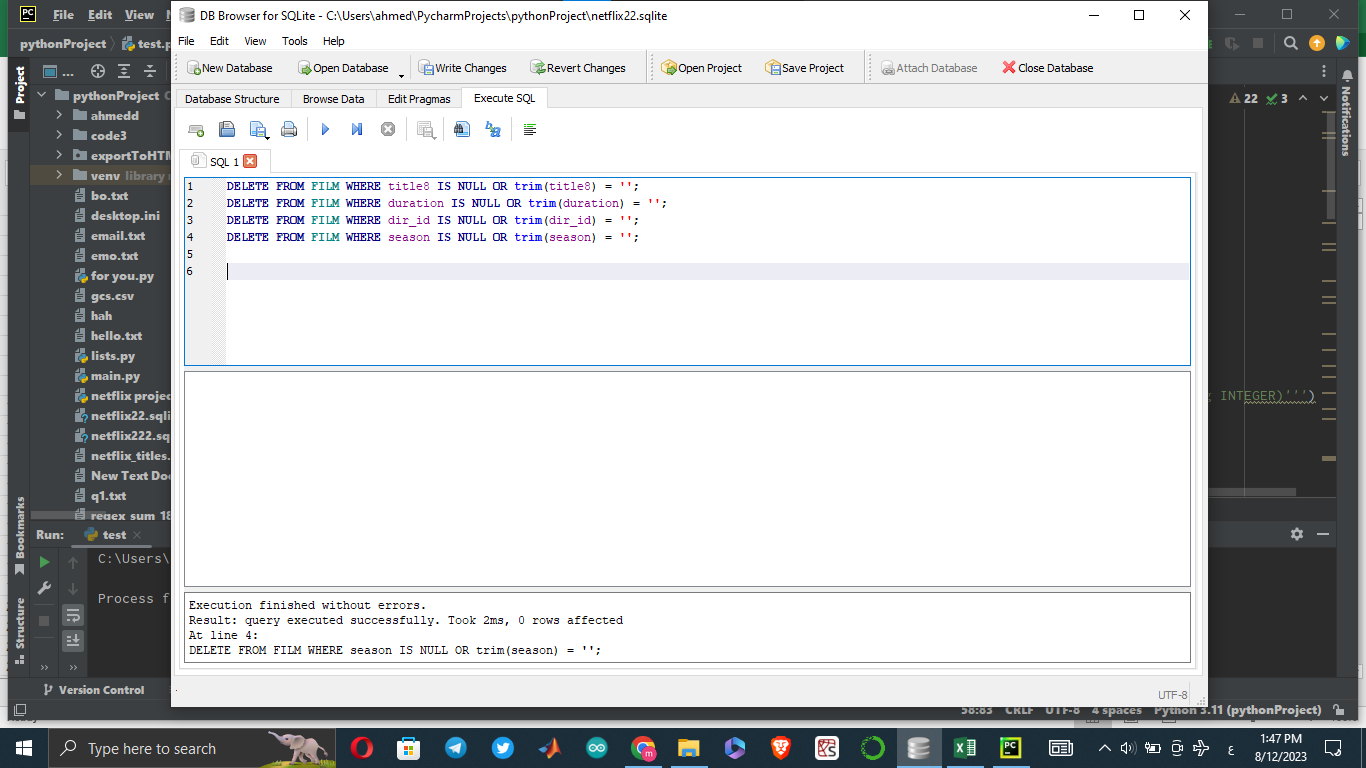 File Edit View
DB Browser for SQLite - C:\Users\ahmed\PycharmProjects\pythonProject\netflix22.sqlite
File Edit View Tools Help
pythonProject test.p
New Database Open Database Write Changes Revert Changes Open Project Save Project Attach Database Close Database
Database Structure Browse Data Edit Pragmas Execute SQL
SQL 1
1 DELETE FROM FILM WHERE title8 IS NULL OR trim(title8) = '';
2 DELETE FROM FILM WHERE duration IS NULL OR trim(duration) = '';
3 DELETE FROM FILM WHERE dir_id IS NULL OR trim(dir_id) = '';
4 DELETE FROM FILM WHERE season IS NULL OR trim(season) = '';
5
6
Execution finished without errors.
Result: query executed successfully. Took 2ms, 0 rows affected
At line 4:
DELETE FROM FILM WHERE season IS NULL OR trim(season) = '';
UTF-8
Project
...
pythonProject C
ahmedd
code3
exportToHTM
venv library r
bo.txt
desktop.ini
email.txt
emo.txt
for you.py
gcs.csv
hah
hello.txt
lists.py
main.py
netflix projec
netflix22.sqli
netflix222.sq
netflix_titles.
New Text Doc
q1.txt
regex_sum_18
Bookmarks
Structure
Run: test
C:\Users\
Process f
Version Control
22 3
Notifications
INTEGER)''')
58:83 CRLF UTF-8 4 spaces Python 3.11 (pythonProject)
Type here to search
ع
1:47 PM
8/12/2023